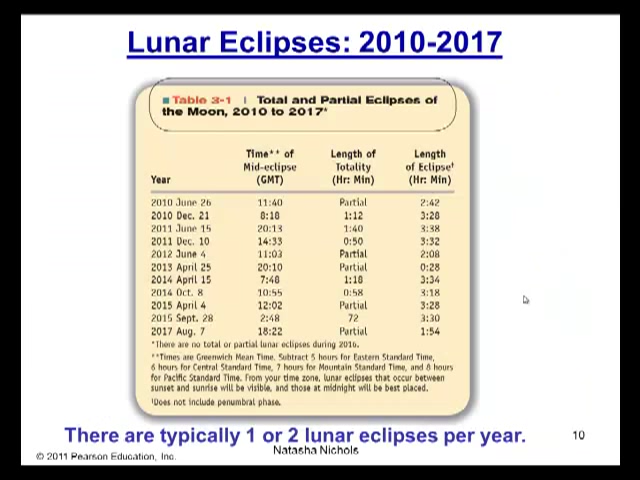 Lunar Eclipses: 2010-2017
■ Table 3-1 | Total and Partial Eclipses of
the Moon, 2010 to 2017*
Time** of Length of Length
Mid-eclipse Totality of Eclipse†
Year (GMT) (Hr: Min) (Hr: Min)
2010 June 26 11:40 Partial 2:42
2010 Dec. 21 8:18 1:12 3:28
2011 June 15 20:13 1:40 3:38
2011 Dec. 10 14:33 0:50 3:32
2012 June 4 11:03 Partial 2:08
2013 April 25 20:10 Partial 0:28
2014 April 15 7:48 1:18 3:34
2014 Oct. 8 10:55 0:58 3:18
2015 April 4 12:02 Partial 3:28
2015 Sept. 28 2:48 72 3:30
2017 Aug. 7 18:22 Partial 1:54
*There are no total or partial lunar eclipses during 2016.
**Times are Greenwich Mean Time. Subtract 5 hours for Eastern Standard Time,
6 hours for Central Standard Time, 7 hours for Mountain Standard Time, and 8 hours
for Pacific Standard Time. From your time zone, lunar eclipses that occur between
sunset and sunrise will be visible, and those at midnight will be best placed.
†Does not include penumbral phase.
There are typically 1 or 2 lunar eclipses per year.
10
Natasha Nichols
© 2011 Pearson Education, Inc.